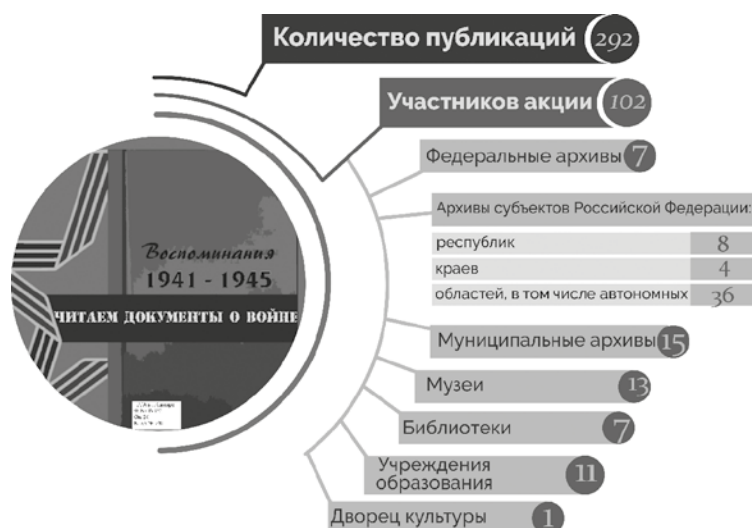 Количество публикаций 292
Участников акции 102
Федеральные архивы 7
Архивы субъектов Российской Федерации:
республик 8
краев 4
областей, в том числе автономных 36
Муниципальные архивы 15
Музеи 13
Библиотеки 7
Учреждения
образования 11
Дворец культуры 1
Воспоминания
1941 - 1945
ЧИТАЕМ ДОКУМЕНТЫ О ВОЙНЕ